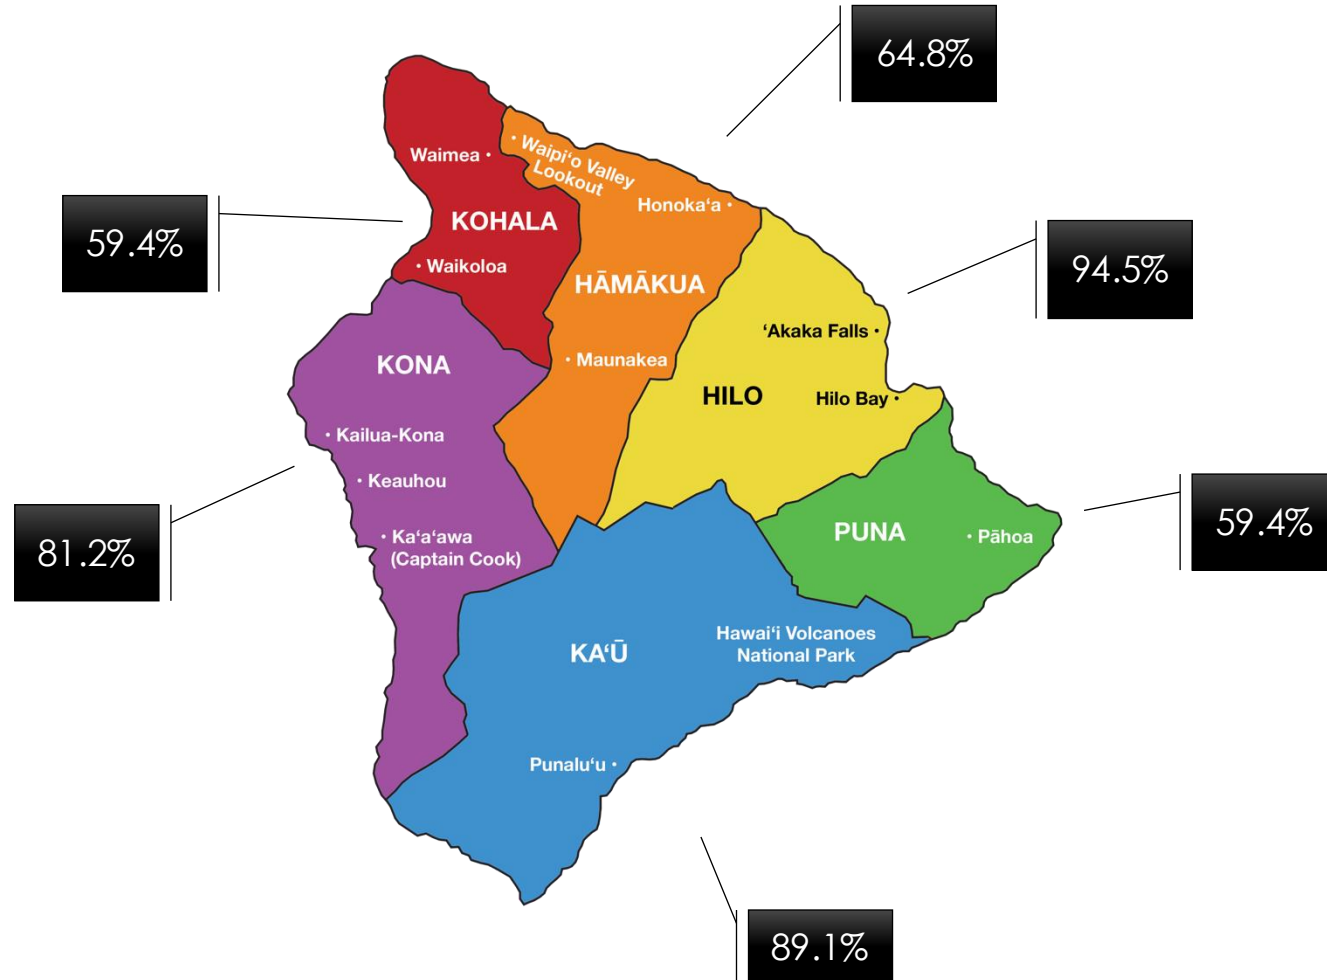 64.8%
Waimea
Waipi‘o Valley
Lookout
Honoka‘a
59.4%
KOHALA
Waikoloa
HĀMĀKUA
94.5%
‘Akaka Falls
Maunakea
KONA
HILO
Hilo Bay
Kailua-Kona
Keauhou
81.2%
Ka‘a‘awa
(Captain Cook)
PUNA
Pāhoa
59.4%
KA‘Ū
Hawai‘i Volcanoes
National Park
Punalu‘u
89.1%